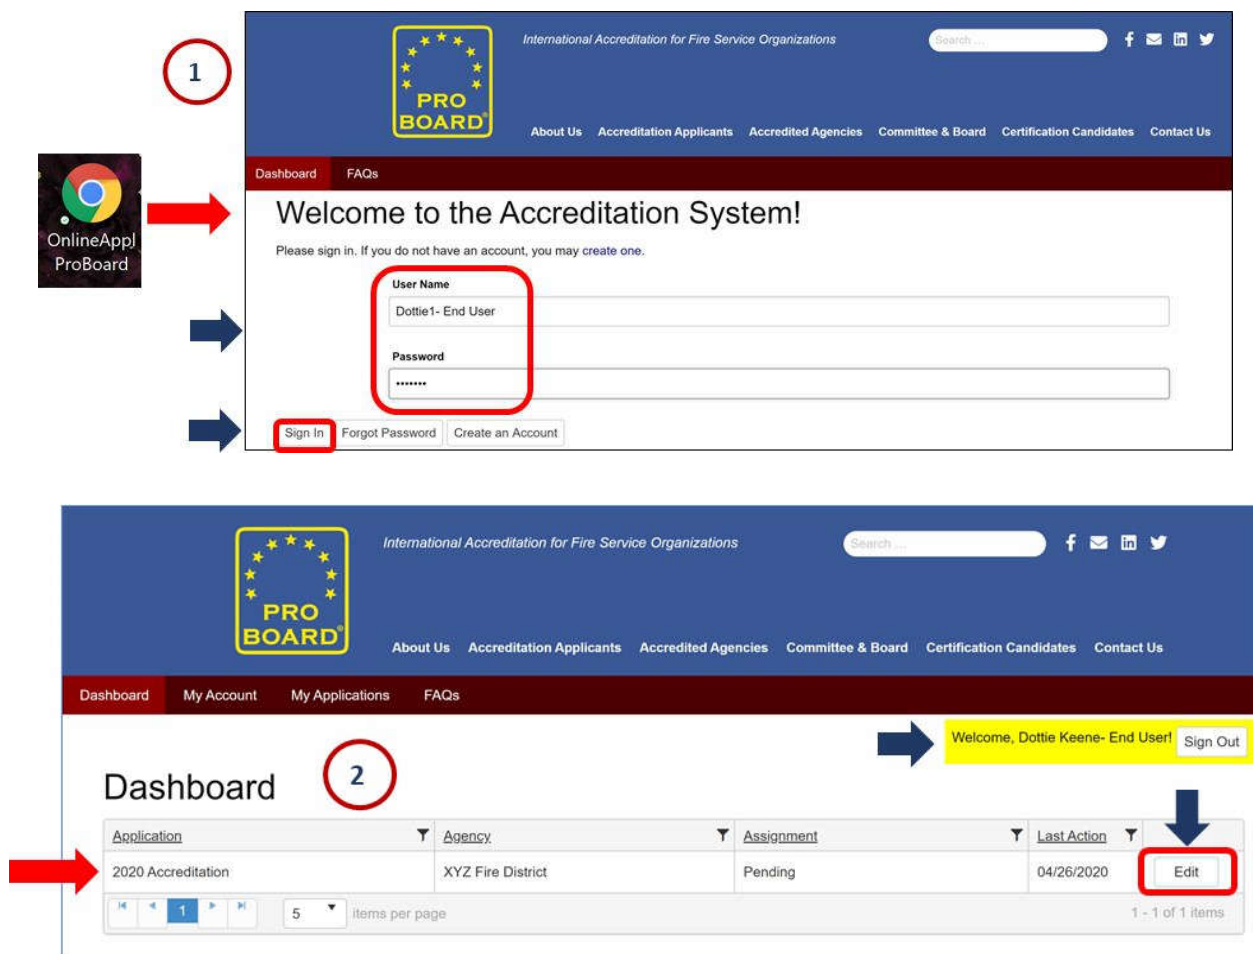 1
International Accreditation for Fire Service Organizations
Search ...
PRO
BOARD®
About Us Accreditation Applicants Accredited Agencies Committee & Board Certification Candidates Contact Us
Dashboard FAQs
OnlineAppl
ProBoard
Welcome to the Accreditation System!
Please sign in. If you do not have an account, you may create one.
User Name
Dottie1- End User
Password
•••••••
Sign In Forgot Password Create an Account
International Accreditation for Fire Service Organizations
Search ...
PRO
BOARD®
About Us Accreditation Applicants Accredited Agencies Committee & Board Certification Candidates Contact Us
Dashboard My Account My Applications FAQs
Welcome, Dottie Keene- End User! Sign Out
2
Dashboard
Application Agency Assignment Last Action
2020 Accreditation XYZ Fire District Pending 04/26/2020 Edit
1 5 items per page 1 - 1 of 1 items